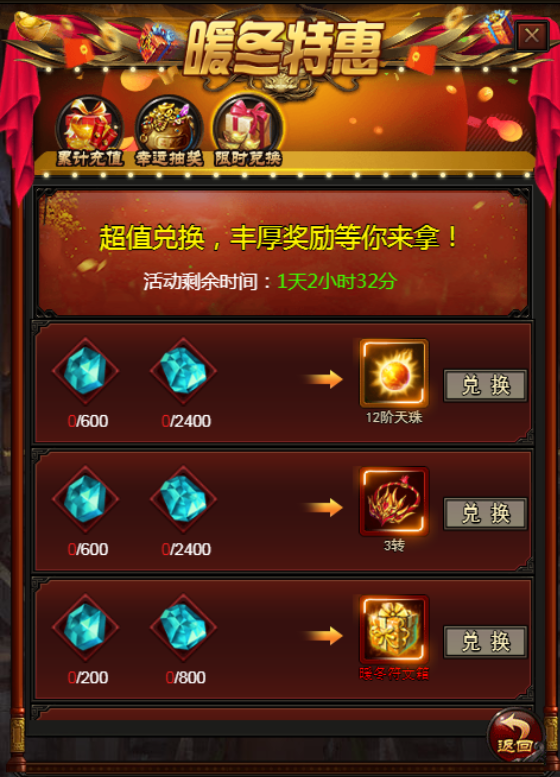 暖冬特惠
累计充值 幸运抽奖 限时兑换
超值兑换，丰厚奖励等你来拿！
活动剩余时间：1天2小时32分
0/600 0/2400 12阶天珠 兑换
0/600 0/2400 3转 兑换
0/200 0/800 暖冬符文箱 兑换
返回